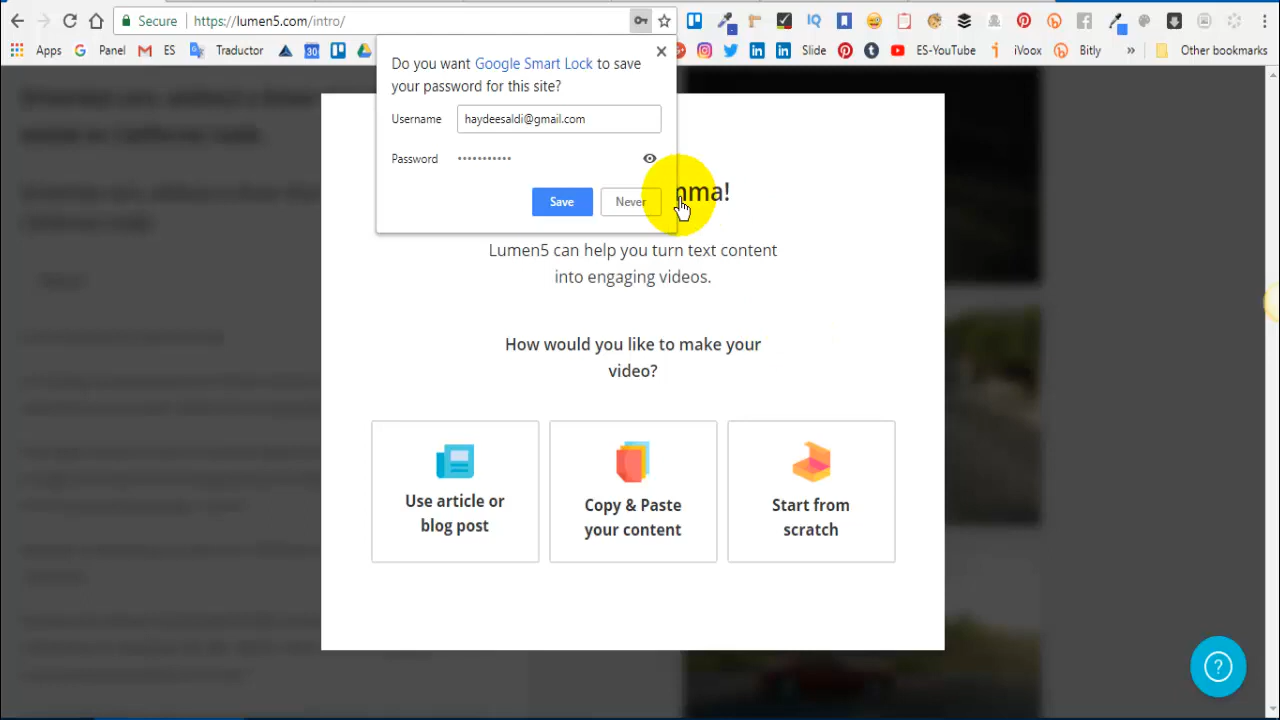 Secure https://lumen5.com/intro/
Apps Panel ES Traductor Slide ES-YouTube iVoox Bitly » Other bookmarks
Do you want Google Smart Lock to save
your password for this site?
Username haydeesaldi@gmail.com
Password •••••••••••
Save Never
mma!
Lumen5 can help you turn text content
into engaging videos.
How would you like to make your
video?
Use article or
blog post
Copy & Paste
your content
Start from
scratch